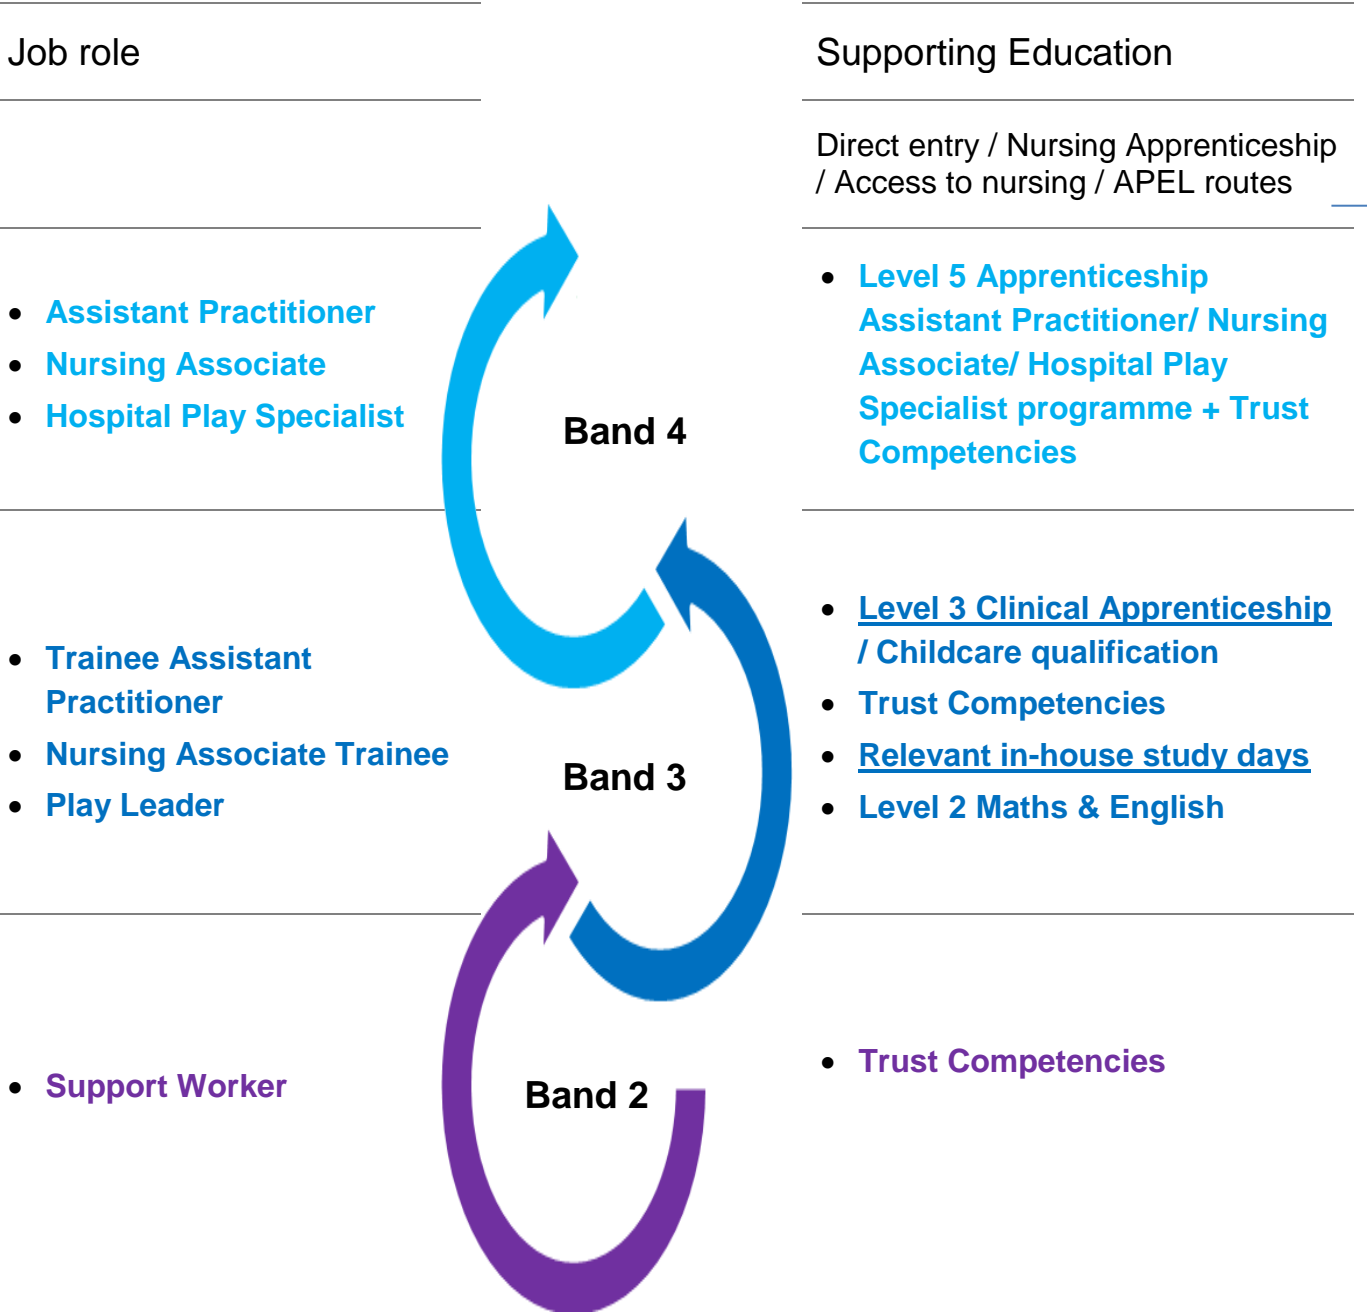 Job role
Supporting Education
Direct entry / Nursing Apprenticeship
/ Access to nursing / APEL routes
• Assistant Practitioner
• Nursing Associate
• Hospital Play Specialist
Band 4
• Level 5 Apprenticeship
Assistant Practitioner/ Nursing
Associate/ Hospital Play
Specialist programme + Trust
Competencies
• Trainee Assistant
Practitioner
• Nursing Associate Trainee
• Play Leader
Band 3
• Level 3 Clinical Apprenticeship
/ Childcare qualification
• Trust Competencies
• Relevant in-house study days
• Level 2 Maths & English
• Support Worker
Band 2
• Trust Competencies